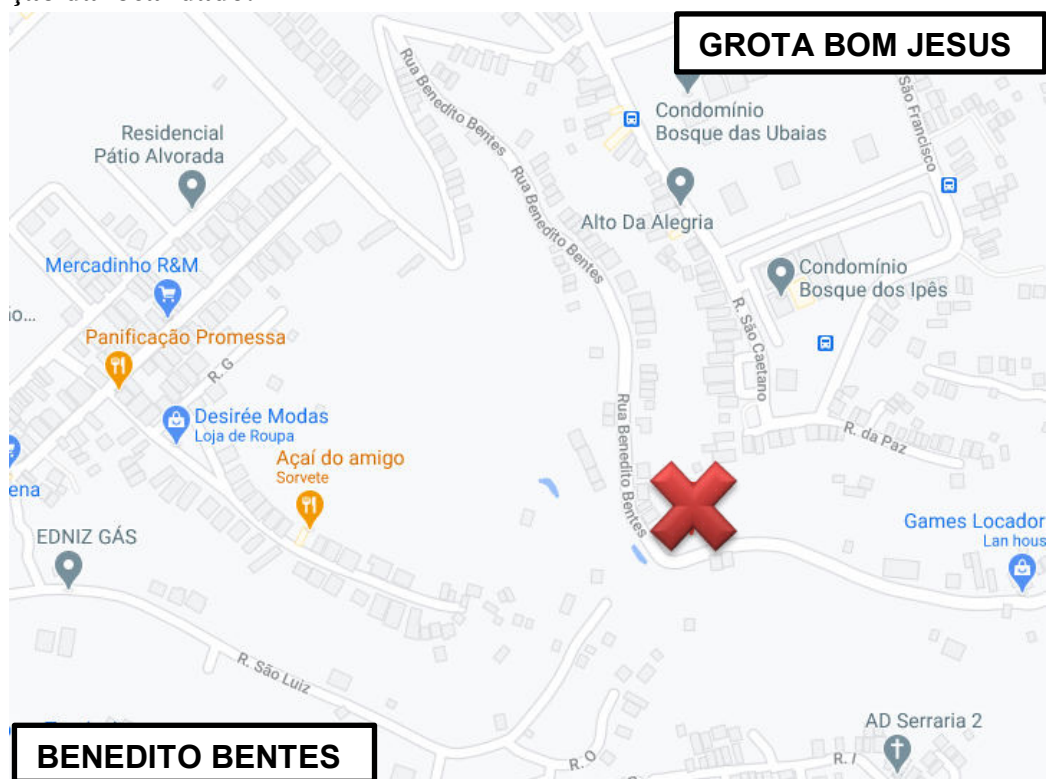 GROTA BOM JESUS
Rua Benedito Bentes
São Francisco
Condomínio
Bosque das Ubaias
Residencial
Pátio Alvorada
Rua Benedito Bentes
Alto Da Alegria
Mercadinho R&M
Condomínio
Bosque dos Ipês
ão...
Panificação Promessa
R. G
R. São Caetano
Desirée Modas
Loja de Roupa
Rua Benedito Bentes
R. da Paz
Açaí do amigo
Sorvete
ena
Games Locador
Lan hous
EDNIZ GÁS
R. São Luiz
AD Serraria 2
BENEDITO BENTES
R. O
R. I